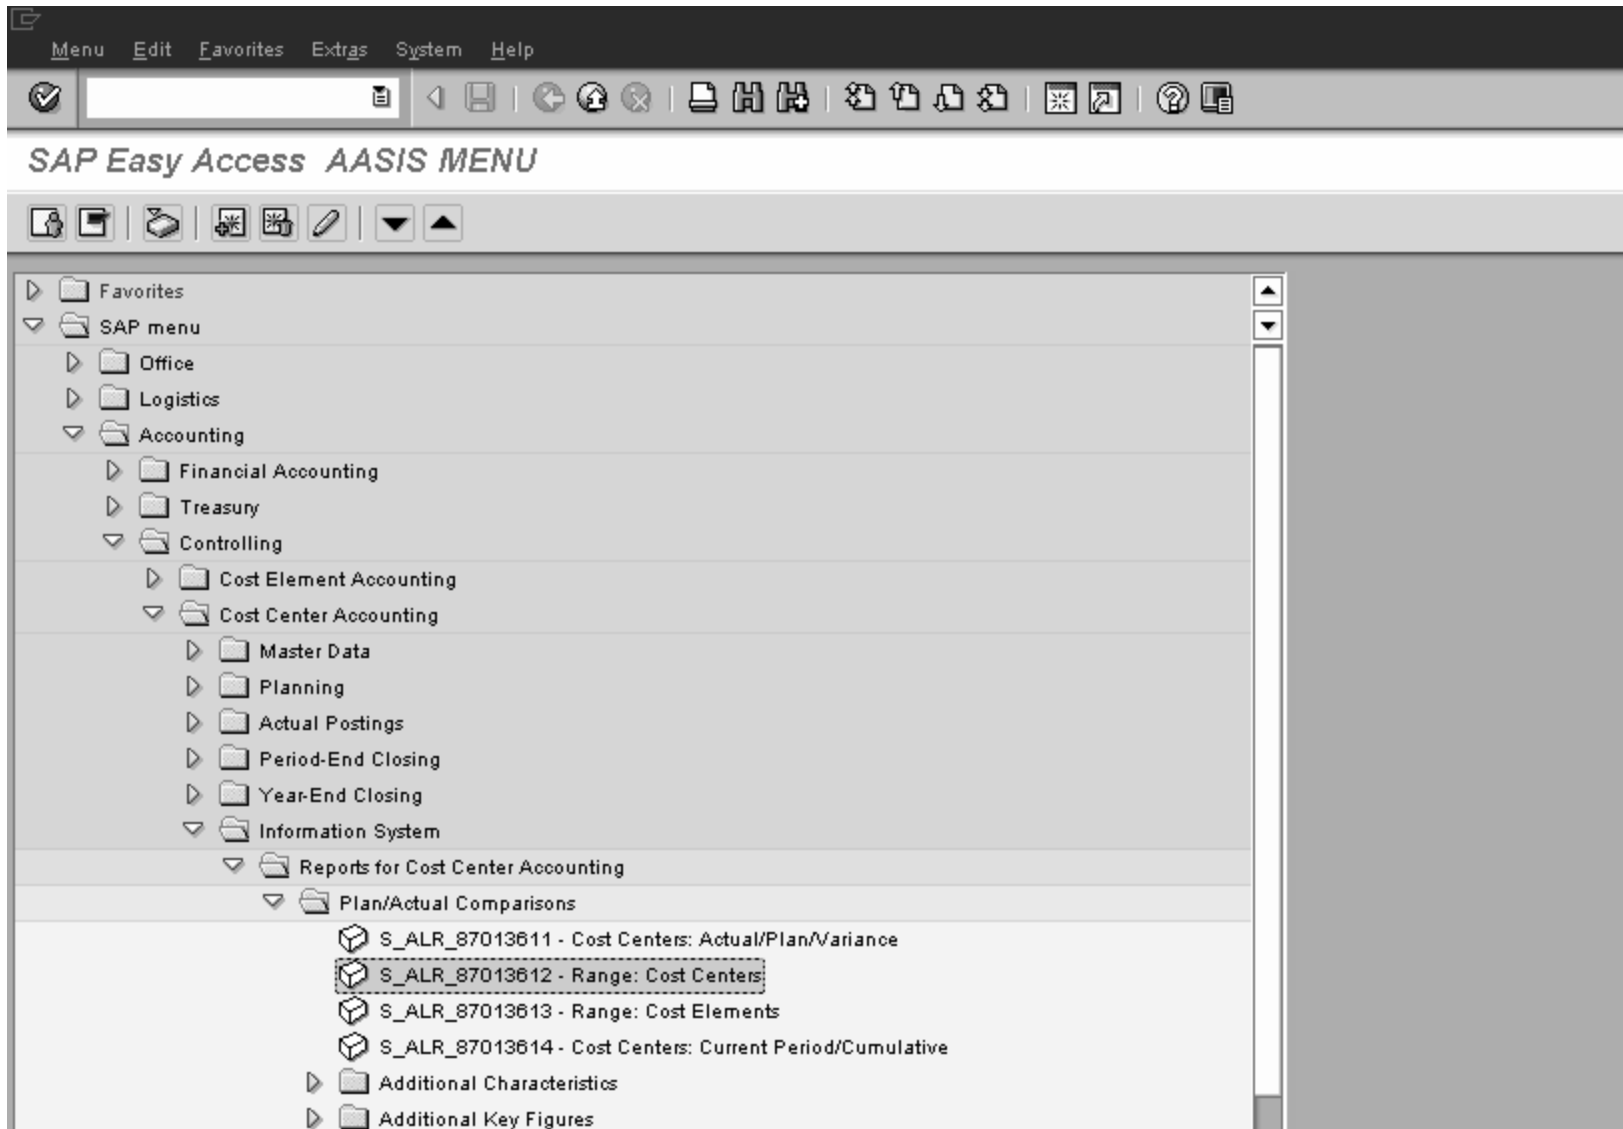 Menu Edit Favorites Extras System Help
SAP Easy Access AASIS MENU
Favorites
SAP menu
Office
Logistics
Accounting
Financial Accounting
Treasury
Controlling
Cost Element Accounting
Cost Center Accounting
Master Data
Planning
Actual Postings
Period-End Closing
Year-End Closing
Information System
Reports for Cost Center Accounting
Plan/Actual Comparisons
S_ALR_87013611 - Cost Centers: Actual/Plan/Variance
S_ALR_87013612 - Range: Cost Centers
S_ALR_87013613 - Range: Cost Elements
S_ALR_87013614 - Cost Centers: Current Period/Cumulative
Additional Characteristics
Additional Key Figures